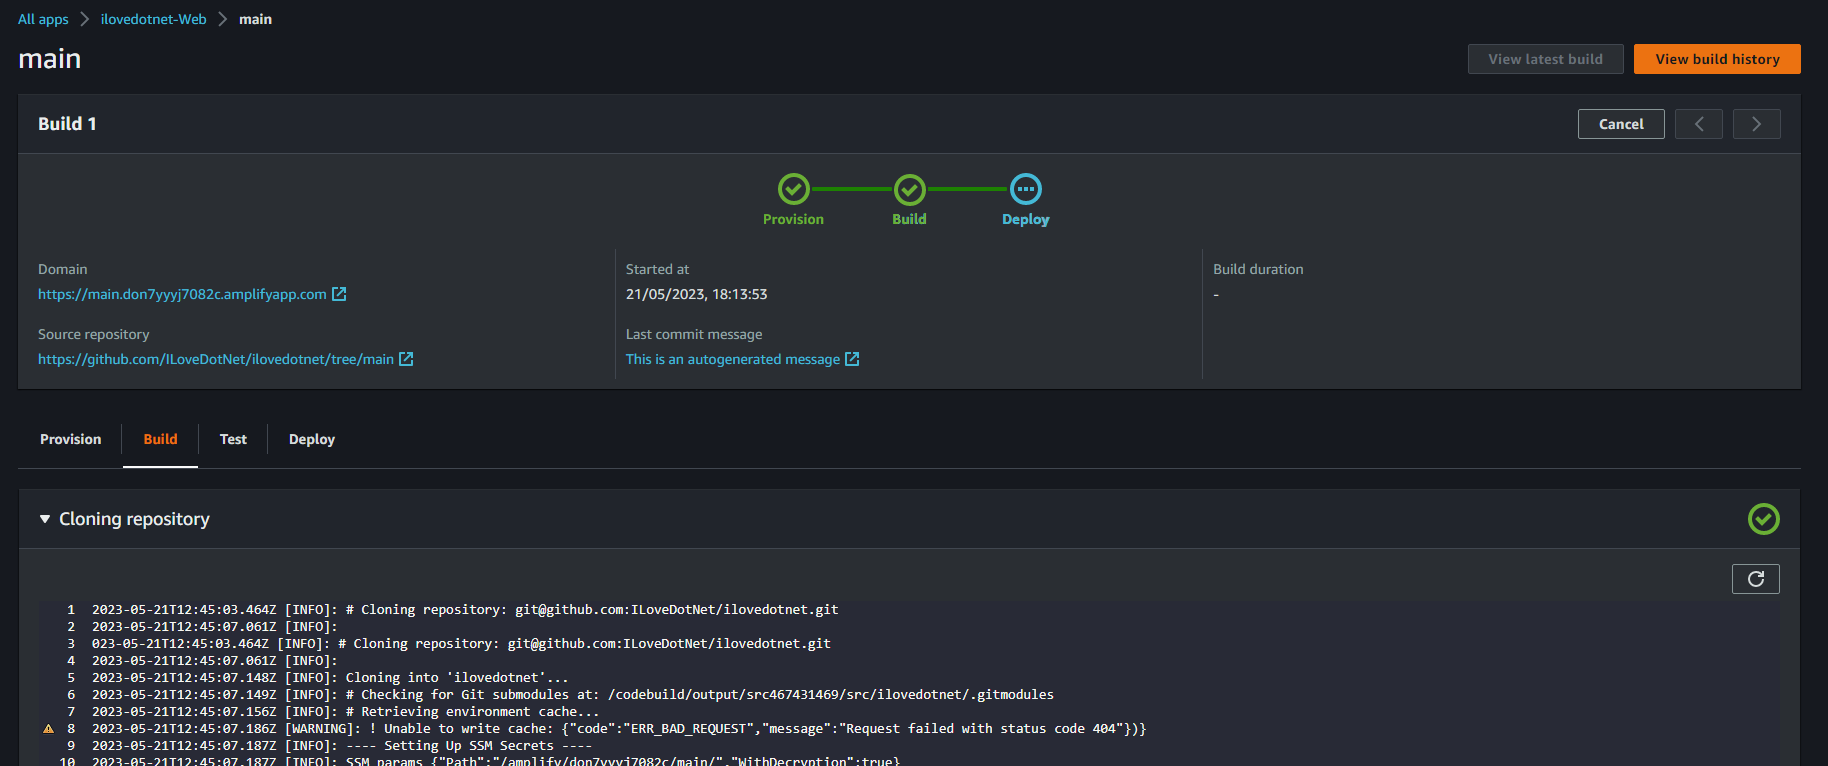 All apps > ilovedotnet-Web > main
main
View latest build
View build history
Build 1
Cancel
Provision
Build
Deploy
Domain
https://main.don7yyyj7082c.amplifyapp.com
Source repository
https://github.com/ILoveDotNet/ilovedotnet/tree/main
Started at
21/05/2023, 18:13:53
Last commit message
This is an autogenerated message
Build duration
-
Provision
Build
Test
Deploy
Cloning repository
1 2023-05-21T12:45:03.464Z [INFO]: # Cloning repository: git@github.com:ILoveDotNet/ilovedotnet.git
2 2023-05-21T12:45:07.061Z [INFO]:
3 023-05-21T12:45:03.464Z [INFO]: # Cloning repository: git@github.com:ILoveDotNet/ilovedotnet.git
4 2023-05-21T12:45:07.061Z [INFO]:
5 2023-05-21T12:45:07.148Z [INFO]: Cloning into 'ilovedotnet'...
6 2023-05-21T12:45:07.149Z [INFO]: # Checking for Git submodules at: /codebuild/output/src467431469/src/ilovedotnet/.gitmodules
7 2023-05-21T12:45:07.156Z [INFO]: # Retrieving environment cache...
8 2023-05-21T12:45:07.186Z [WARNING]: ! Unable to write cache: {"code":"ERR_BAD_REQUEST","message":"Request failed with status code 404"})}
9 2023-05-21T12:45:07.187Z [INFO]: ---- Setting Up SSM Secrets ----
10 2023-05-21T12:45:07.187Z [INFO]: SSM params {"Path":"/amplify/don7yyyj7082c/main/","WithDecryption":true}